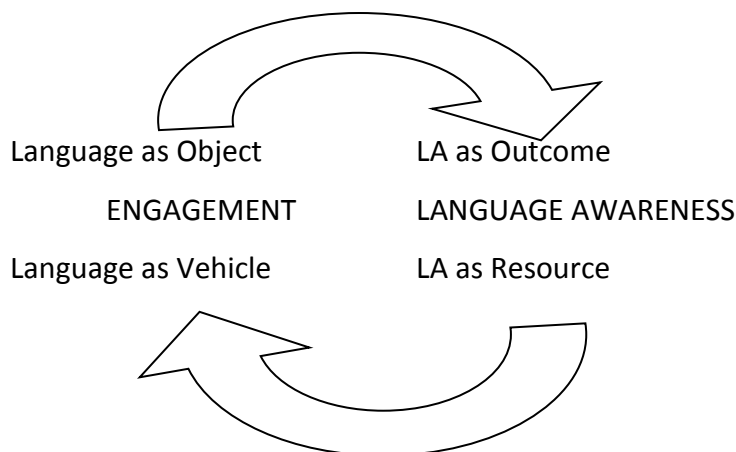 Language as Object LA as Outcome
ENGAGEMENT LANGUAGE AWARENESS
Language as Vehicle LA as Resource